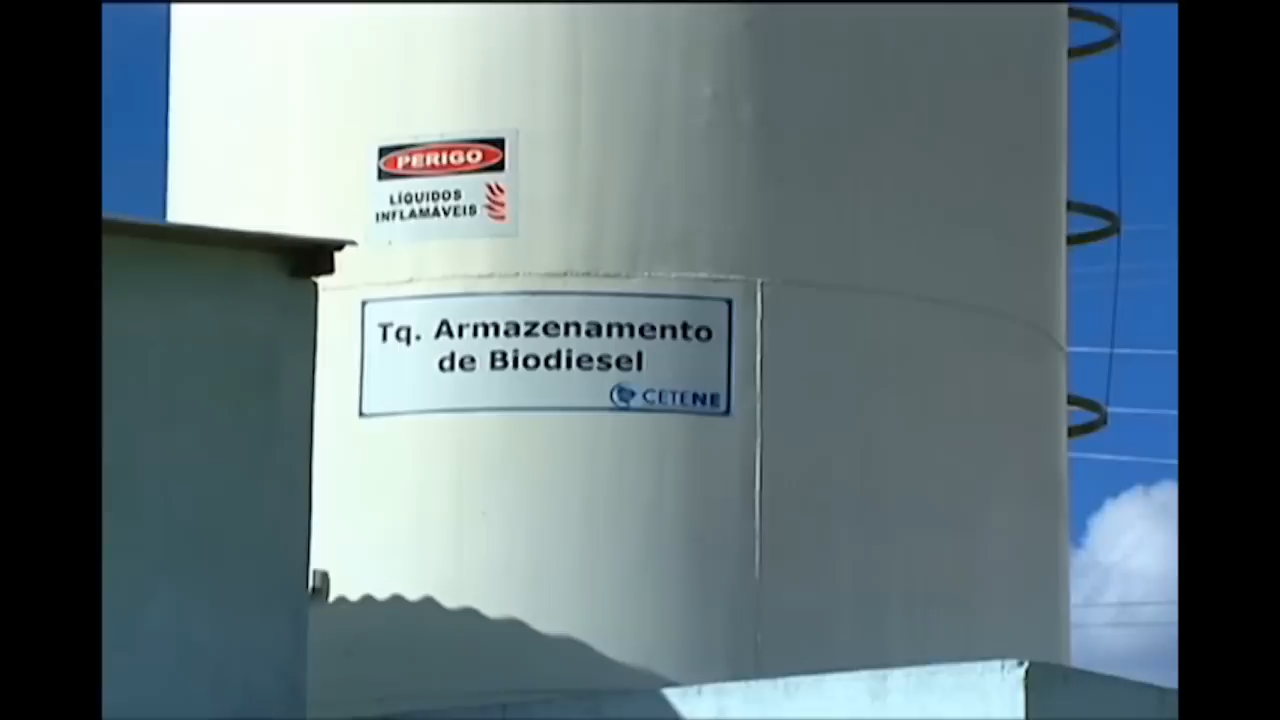 PERIGO
LÍQUIDOS
INFLAMÁVEIS
Tq. Armazenamento
de Biodiesel
CETENE